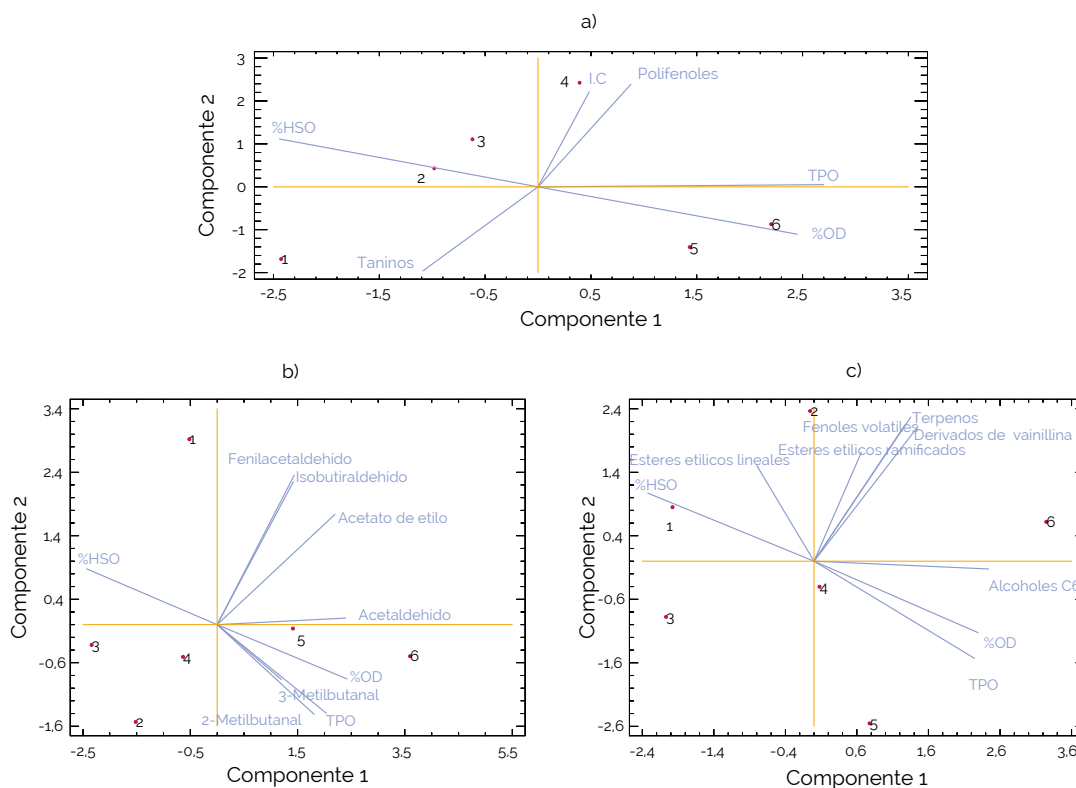 a)
3
2
1
0
-1
-2
Componente 2
4
I.C
Polifenoles
%HSO
3
2
TPO
6
%OD
5
Taninos
1
-2.5
-1.5
-0.5
0.5
1.5
2.5
3.5
Componente 1
b)
3.4
2.4
1.4
0.4
-0.6
-1.6
Componente 2
1
Fenilacetaldehido
Isobutiraldehido
Acetato de etilo
%HSO
Acetaldehido
5
3
4
6
%OD
3-Metilbutanal
2-Metilbutanal
TPO
2
-2.5
-0.5
1.5
3.5
5.5
Componente 1
c)
2.4
1.4
0.4
-0.6
-1.6
-2.6
Componente 2
2
Terpenos
Fenoles volatiles
Derivados de vainillina
Esteres etilicos ramificados
Esteres etilicos lineales
%HSO
1
6
4
Alcoholes C6
3
%OD
TPO
5
-2.4
-1.4
-0.4
0.6
1.6
2.6
3.6
Componente 1